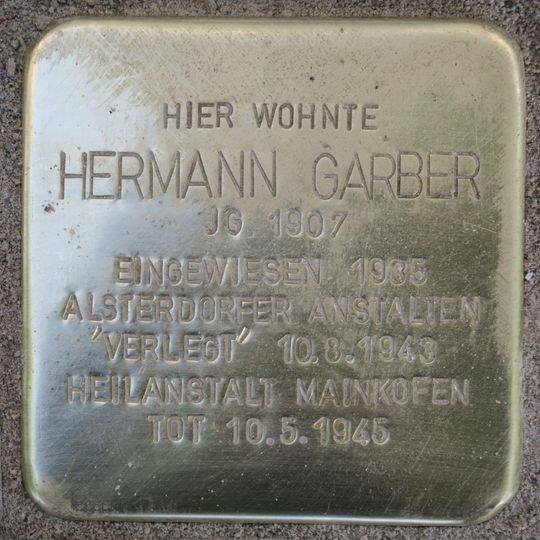 HIER WOHNTE
HERMANN GARBER
JG. 1907
EINGEWIESEN 1935
ALSTERDORFER ANSTALTEN
"VERLEGT" 10.8.1943
HEILANSTALT MAINKOFEN
TOT 10.5.1945